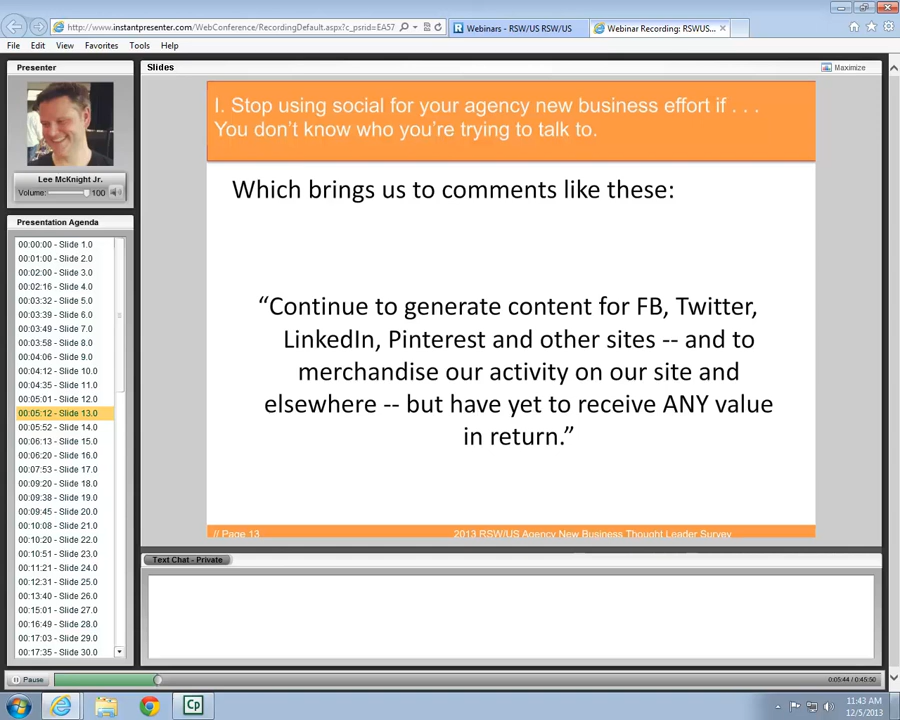 http://www.instantpresenter.com/WebConference/RecordingDefault.aspx?c_psrid=EA57
Webinars - RSW/US RSW/US
Webinar Recording: RSWUS...
File Edit View Favorites Tools Help
Presenter
Slides
Maximize
Lee McKnight Jr.
Volume: 100
Presentation Agenda
00:00:00 - Slide 1.0
00:01:00 - Slide 2.0
00:02:00 - Slide 3.0
00:02:16 - Slide 4.0
00:03:32 - Slide 5.0
00:03:39 - Slide 6.0
00:03:49 - Slide 7.0
00:03:58 - Slide 8.0
00:04:06 - Slide 9.0
00:04:12 - Slide 10.0
00:04:35 - Slide 11.0
00:05:01 - Slide 12.0
00:05:12 - Slide 13.0
00:05:52 - Slide 14.0
00:06:13 - Slide 15.0
00:06:20 - Slide 16.0
00:07:53 - Slide 17.0
00:09:20 - Slide 18.0
00:09:38 - Slide 19.0
00:09:45 - Slide 20.0
00:10:08 - Slide 21.0
00:10:20 - Slide 22.0
00:10:51 - Slide 23.0
00:11:21 - Slide 24.0
00:12:31 - Slide 25.0
00:13:40 - Slide 26.0
00:15:01 - Slide 27.0
00:16:49 - Slide 28.0
00:17:03 - Slide 29.0
00:17:35 - Slide 30.0
I. Stop using social for your agency new business effort if . . .
You don't know who you're trying to talk to.
Which brings us to comments like these:
“Continue to generate content for FB, Twitter,
LinkedIn, Pinterest and other sites -- and to
merchandise our activity on our site and
elsewhere -- but have yet to receive ANY value
in return.”
// Page 13
2013 RSW/US Agency New Business Thought Leader Survey
Text Chat - Private
Pause
0:05:44 / 0:45:50
Cp
11:43 AM
12/5/2013